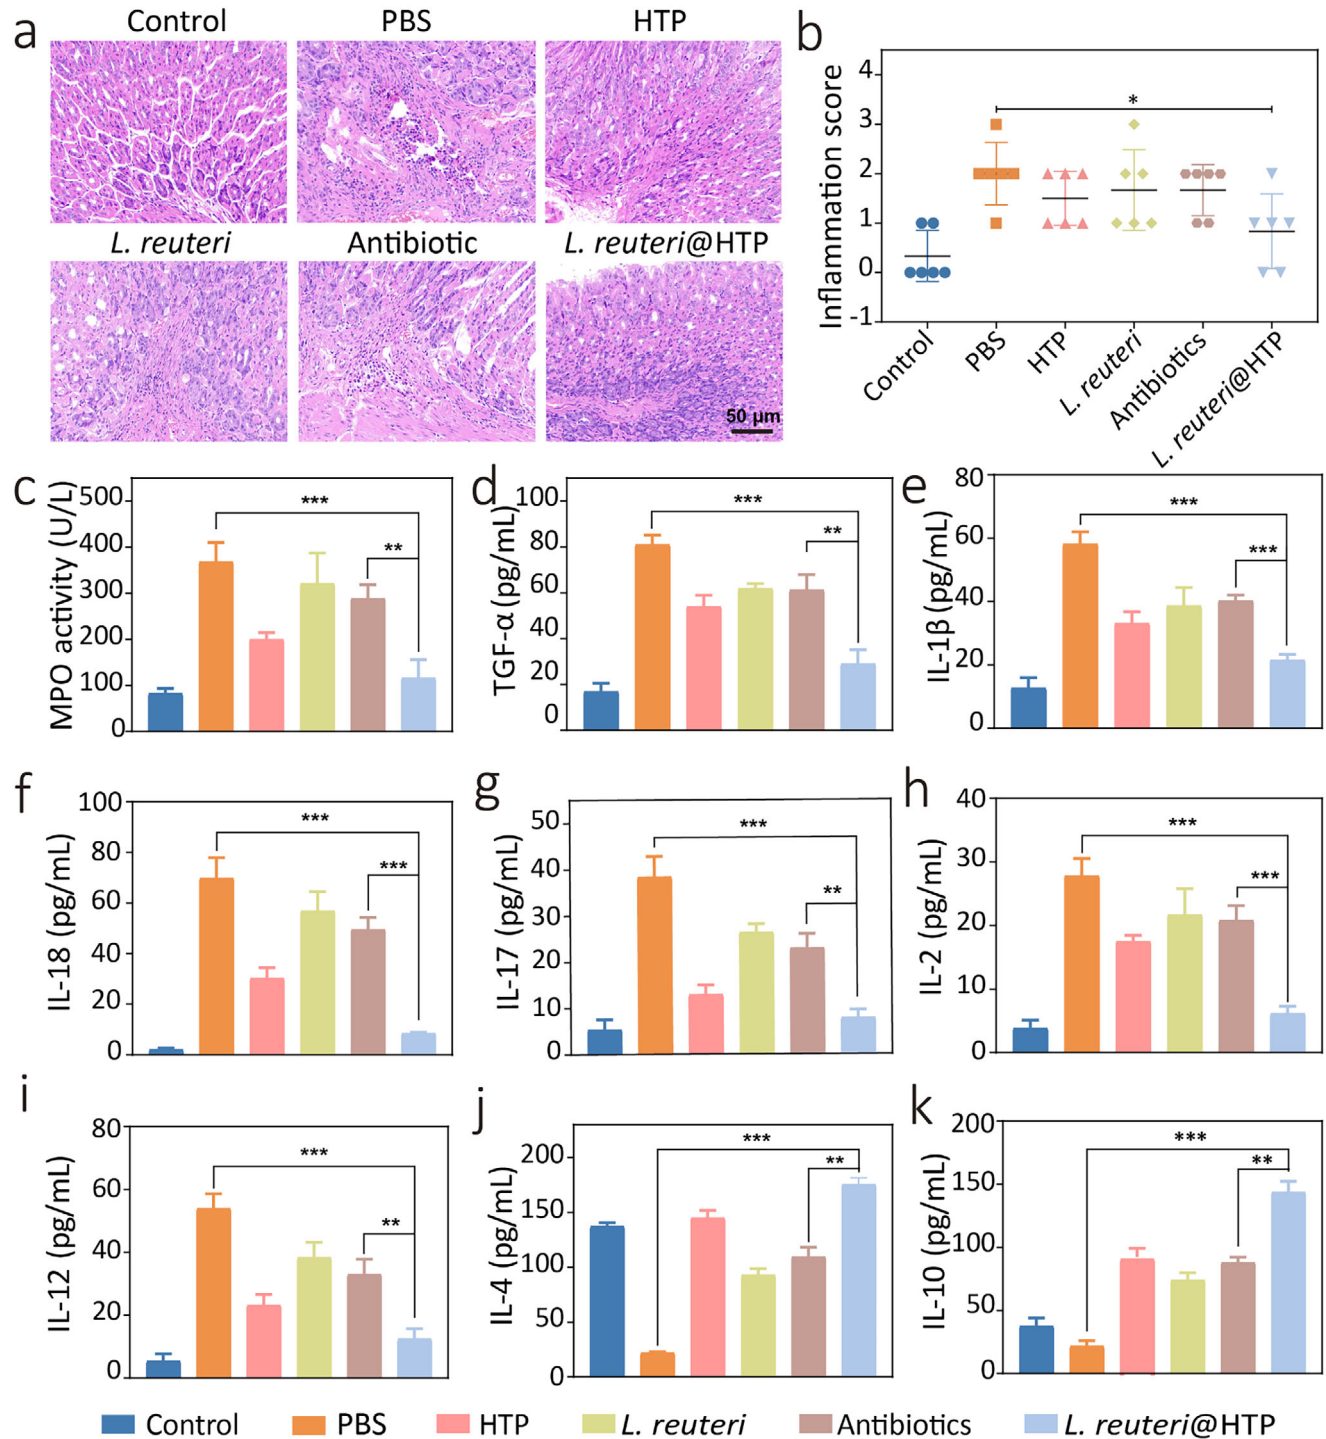 a
Control
PBS
HTP
L. reuteri
Antibiotic
L. reuteri@HTP
50 μm
b
Inflammation score
4
3
2
1
0
-1
*
Control
PBS
HTP
L. reuteri
Antibiotics
L. reuteri@HTP
c
MPO activity (U/L)
500
400
300
200
100
0
***
**
d
TGF-α (pg/mL)
100
80
60
40
20
0
***
**
e
IL-1β (pg/mL)
80
60
40
20
0
***
***
f
IL-18 (pg/mL)
100
80
60
40
20
0
***
***
g
IL-17 (pg/mL)
50
40
30
20
10
0
***
**
h
IL-2 (pg/mL)
40
30
20
10
0
***
***
i
IL-12 (pg/mL)
80
60
40
20
0
***
**
j
IL-4 (pg/mL)
200
150
100
50
0
***
**
k
IL-10 (pg/mL)
200
150
100
50
0
***
**
Control PBS HTP L. reuteri Antibiotics L. reuteri@HTP